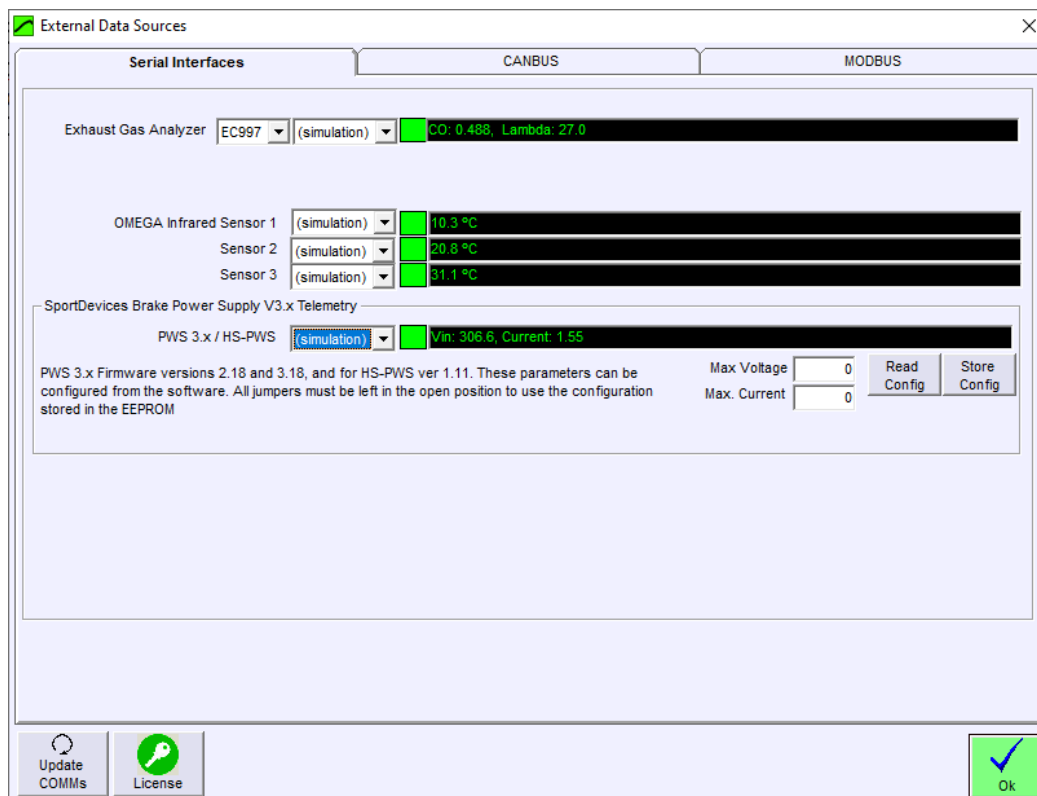 External Data Sources
Serial Interfaces
CANBUS
MODBUS
Exhaust Gas Analyzer EC997 (simulation) CO: 0.488, Lambda: 27.0
OMEGA Infrared Sensor 1 (simulation) 10.3 ºC
Sensor 2 (simulation) 20.8 ºC
Sensor 3 (simulation) 31.1 ºC
SportDevices Brake Power Supply V3.x Telemetry
PWS 3.x / HS-PWS (simulation) Vin: 306.6, Current: 1.55
PWS 3.x Firmware versions 2.18 and 3.18, and for HS-PWS ver 1.11. These parameters can be
configured from the software. All jumpers must be left in the open position to use the configuration
stored in the EEPROM
Max Voltage 0
Max. Current 0
Read
Config
Store
Config
Update
COMMs
License
Ok